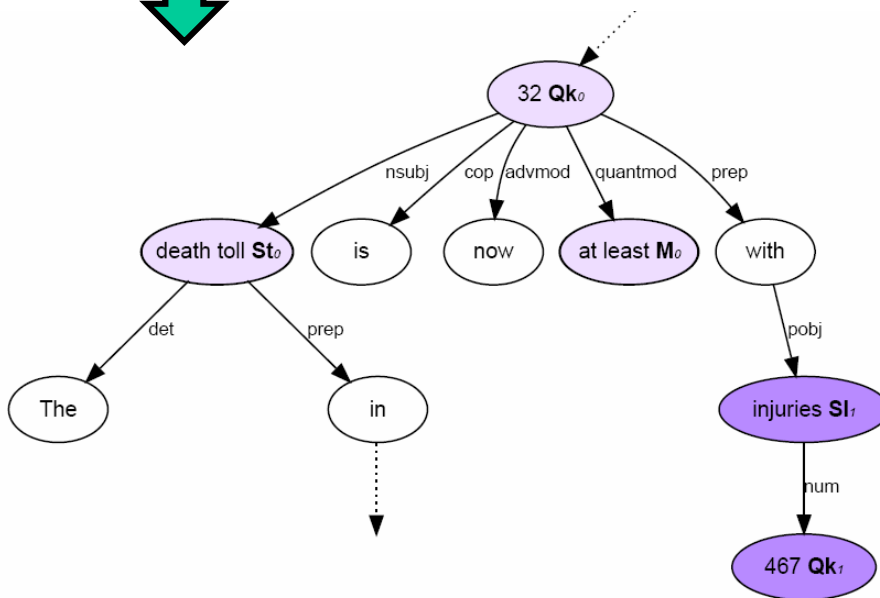 32 Qk0
nsubj cop advmod quantmod prep
death toll St0 is now at least M0 with
det prep pobj
The in injuries SI1
num
467 Qk1